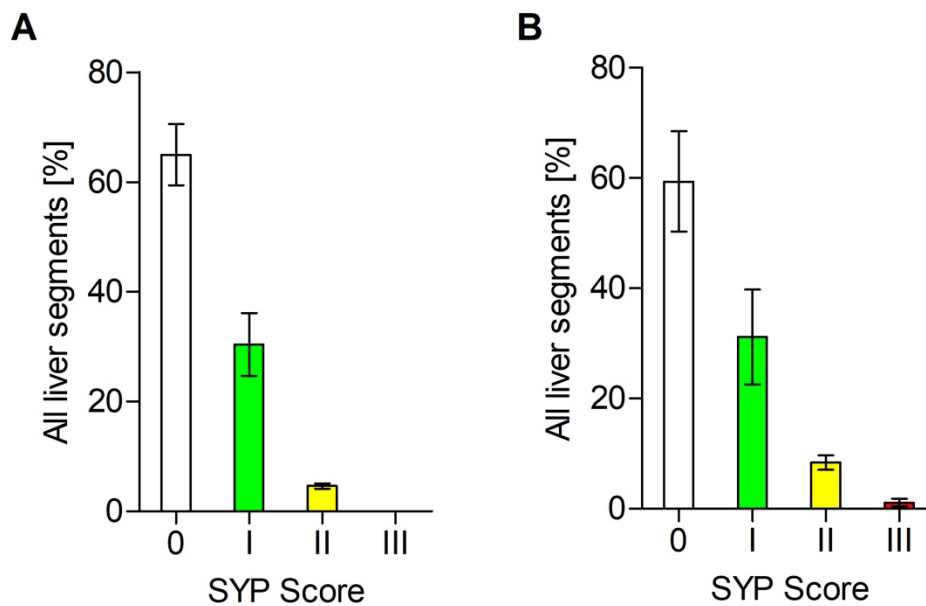 A
All liver segments [%]
80
60
40
20
0
0 I II III
SYP Score
B
All liver segments [%]
80
60
40
20
0
0 I II III
SYP Score